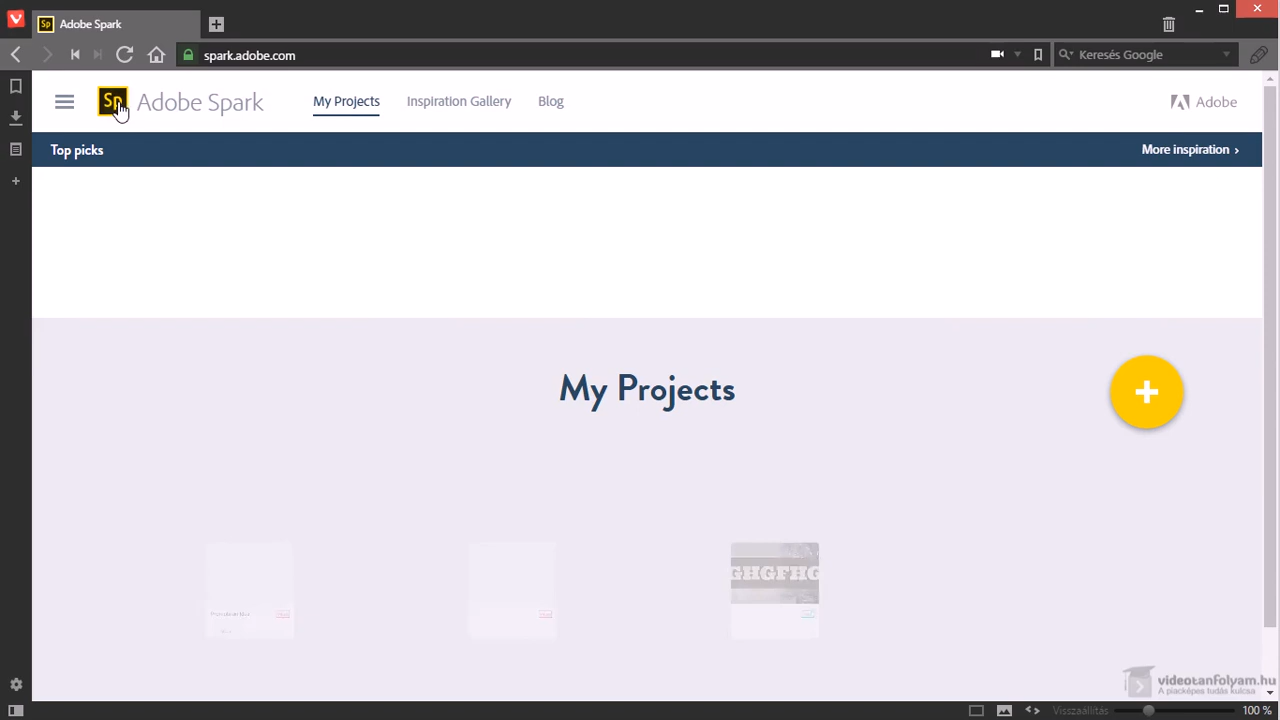 Sp Adobe Spark
spark.adobe.com
Keresés Google
Sp Adobe Spark
My Projects
Inspiration Gallery
Blog
Adobe
Top picks
More inspiration ›
My Projects
GHGFHG
videotanfolyam.hu
A piacképes tudás kulcsa
Visszaállítás
100 %